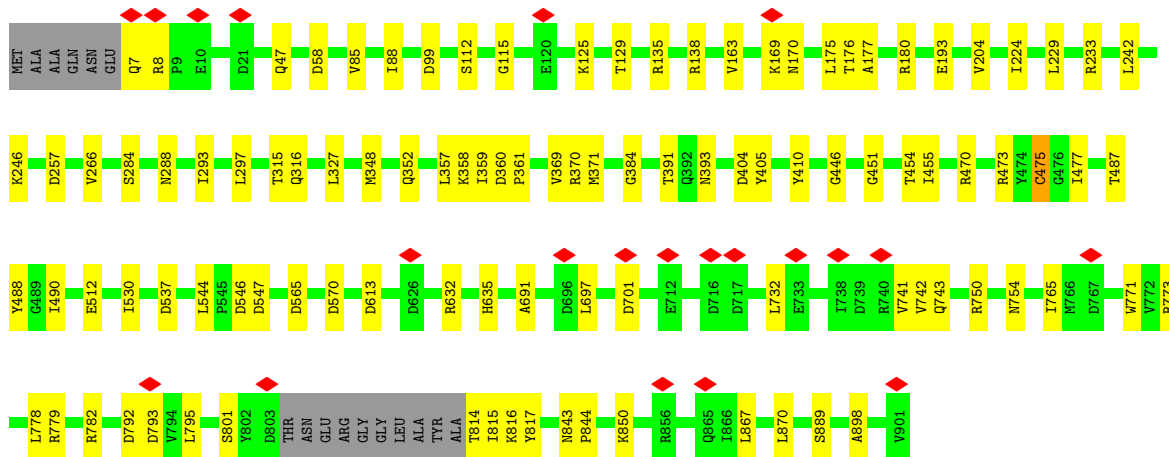 MET ALA ALA GLN ASN GLU Q7 R8 P9 E10 D21 Q47 D58 V85 I88 D99 S112 G115 E120 K125 T129 R135 R138 V163 K169 N170 L175 T176 A177 R180 E193 V204 I224 L229 R233 L242
K246 D257 V266 S284 N288 I293 L297 T315 Q316 L327 M348 Q352 L357 K358 I359 D360 P361 V369 R370 M371 G384 T391 Q392 N393 D404 Y405 Y410 G446 G451 T454 I455 R470 R473 Y474 C475 G476 I477 T487
Y488 G489 I490 E512 I530 D537 L544 P545 D546 D547 D565 D570 D613 D626 R632 H635 A691 D696 L697 D701 E712 D716 D717 L732 E733 I738 D739 R740 V741 V742 Q743 R750 N754 I765 M766 D767 W771 V772 R773
L778 R779 R782 D792 D793 V794 L795 S801 Y802 D803 THR ASN GLU ARG GLY GLY LEU ALA TYR ALA T814 I815 K816 Y817 N843 P844 K850 R856 Q865 I866 L867 L870 S889 A898 V901